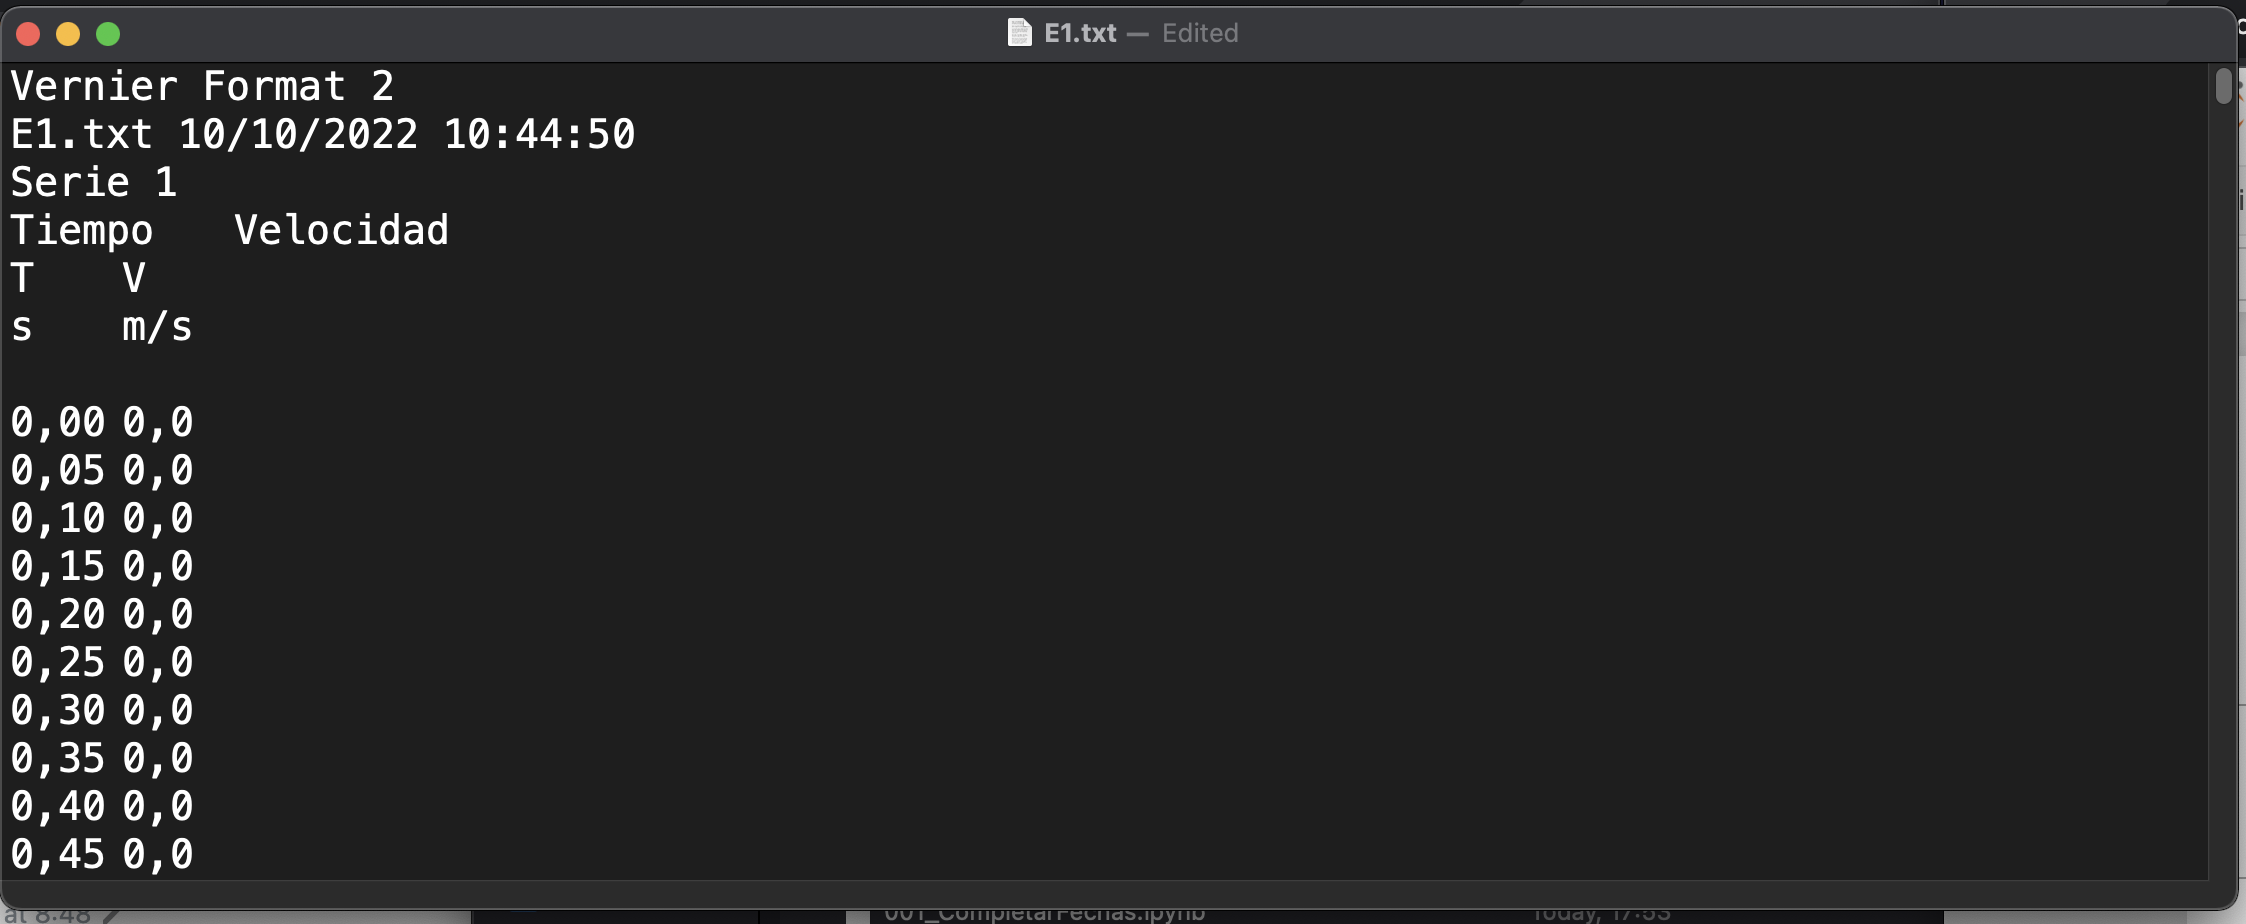 E1.txt — Edited
Vernier Format 2
E1.txt 10/10/2022 10:44:50
Serie 1
Tiempo	Velocidad
T	V
s	m/s
0,00	0,0
0,05	0,0
0,10	0,0
0,15	0,0
0,20	0,0
0,25	0,0
0,30	0,0
0,35	0,0
0,40	0,0
0,45	0,0
at 8:48
001_CompletarFechas.ipynb	Today, 17:53